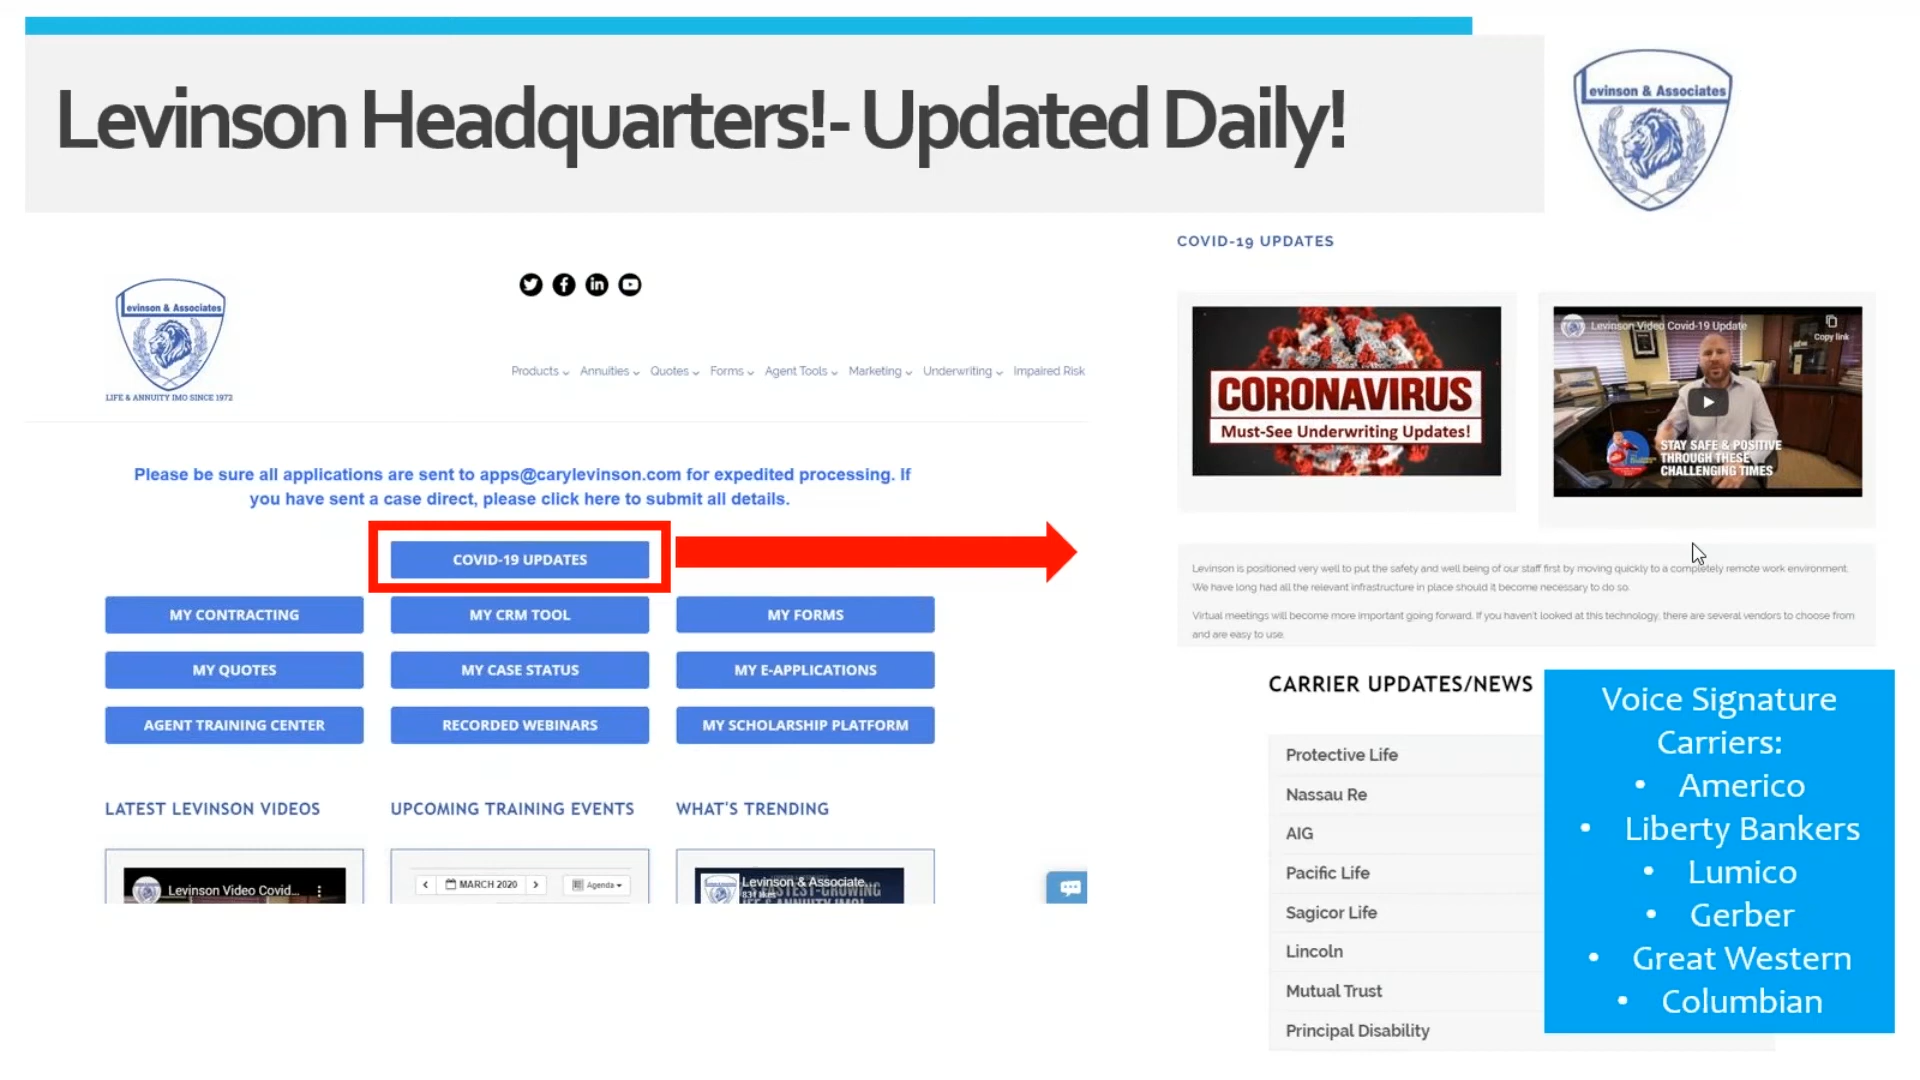 Levinson Headquarters!- Updated Daily!
Levinson & Associates
Levinson & Associates
LIFE & ANNUITY IMO SINCE 1972
Products
Annuities
Quotes
Forms
Agent Tools
Marketing
Underwriting
Impaired Risk
Please be sure all applications are sent to apps@carylevinson.com for expedited processing. If
you have sent a case direct, please click here to submit all details.
COVID-19 UPDATES
MY CONTRACTING
MY CRM TOOL
MY FORMS
MY QUOTES
MY CASE STATUS
MY E-APPLICATIONS
AGENT TRAINING CENTER
RECORDED WEBINARS
MY SCHOLARSHIP PLATFORM
LATEST LEVINSON VIDEOS
UPCOMING TRAINING EVENTS
WHAT'S TRENDING
Levinson Video Covid...
MARCH 2020
Agenda
Levinson & Associate
COVID-19 UPDATES
CORONAVIRUS
Must-See Underwriting Updates!
Levinson Video Covid-19 Update
Copy link
STAY SAFE & POSITIVE
THROUGH THESE
CHALLENGING TIMES
Levinson is positioned very well to put the safety and well being of our staff first by moving quickly to a completely remote work environment.
We have long had all the relevant infrastructure in place should it become necessary to do so.
Virtual meetings will become more important going forward. If you haven't looked at this technology, there are several vendors to choose from
and are easy to use.
CARRIER UPDATES/NEWS
Protective Life
Nassau Re
AIG
Pacific Life
Sagicor Life
Lincoln
Mutual Trust
Principal Disability
Voice Signature
Carriers:
• Americo
• Liberty Bankers
• Lumico
• Gerber
• Great Western
• Columbian